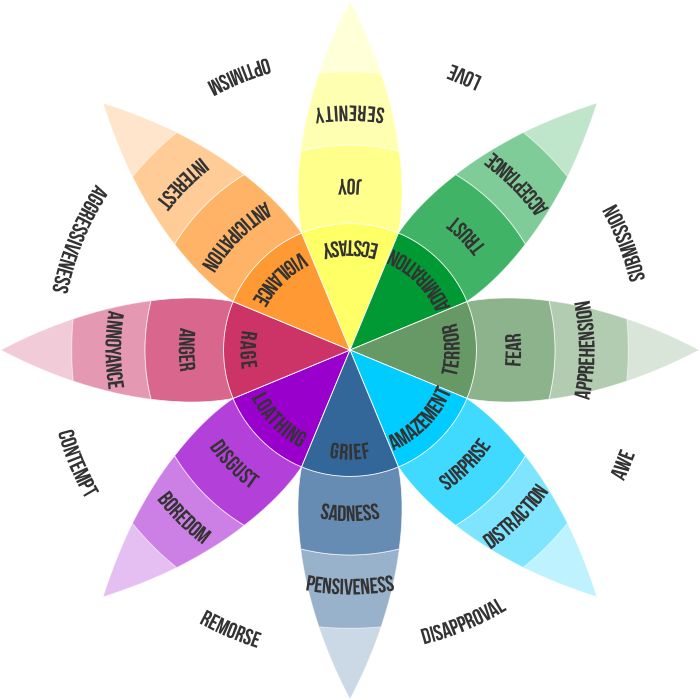 OPTIMISM
LOVE
SERENITY
INTEREST
ACCEPTANCE
JOY
ANTICIPATION
TRUST
AGGRESSIVENESS
SUBMISSION
ECSTASY
VIGILANCE
ADMIRATION
ANNOYANCE
ANGER
RAGE
TERROR
FEAR
APPREHENSION
LOATHING
AMAZEMENT
GRIEF
DISGUST
SURPRISE
CONTEMPT
AWE
BOREDOM
SADNESS
DISTRACTION
PENSIVENESS
REMORSE
DISAPPROVAL